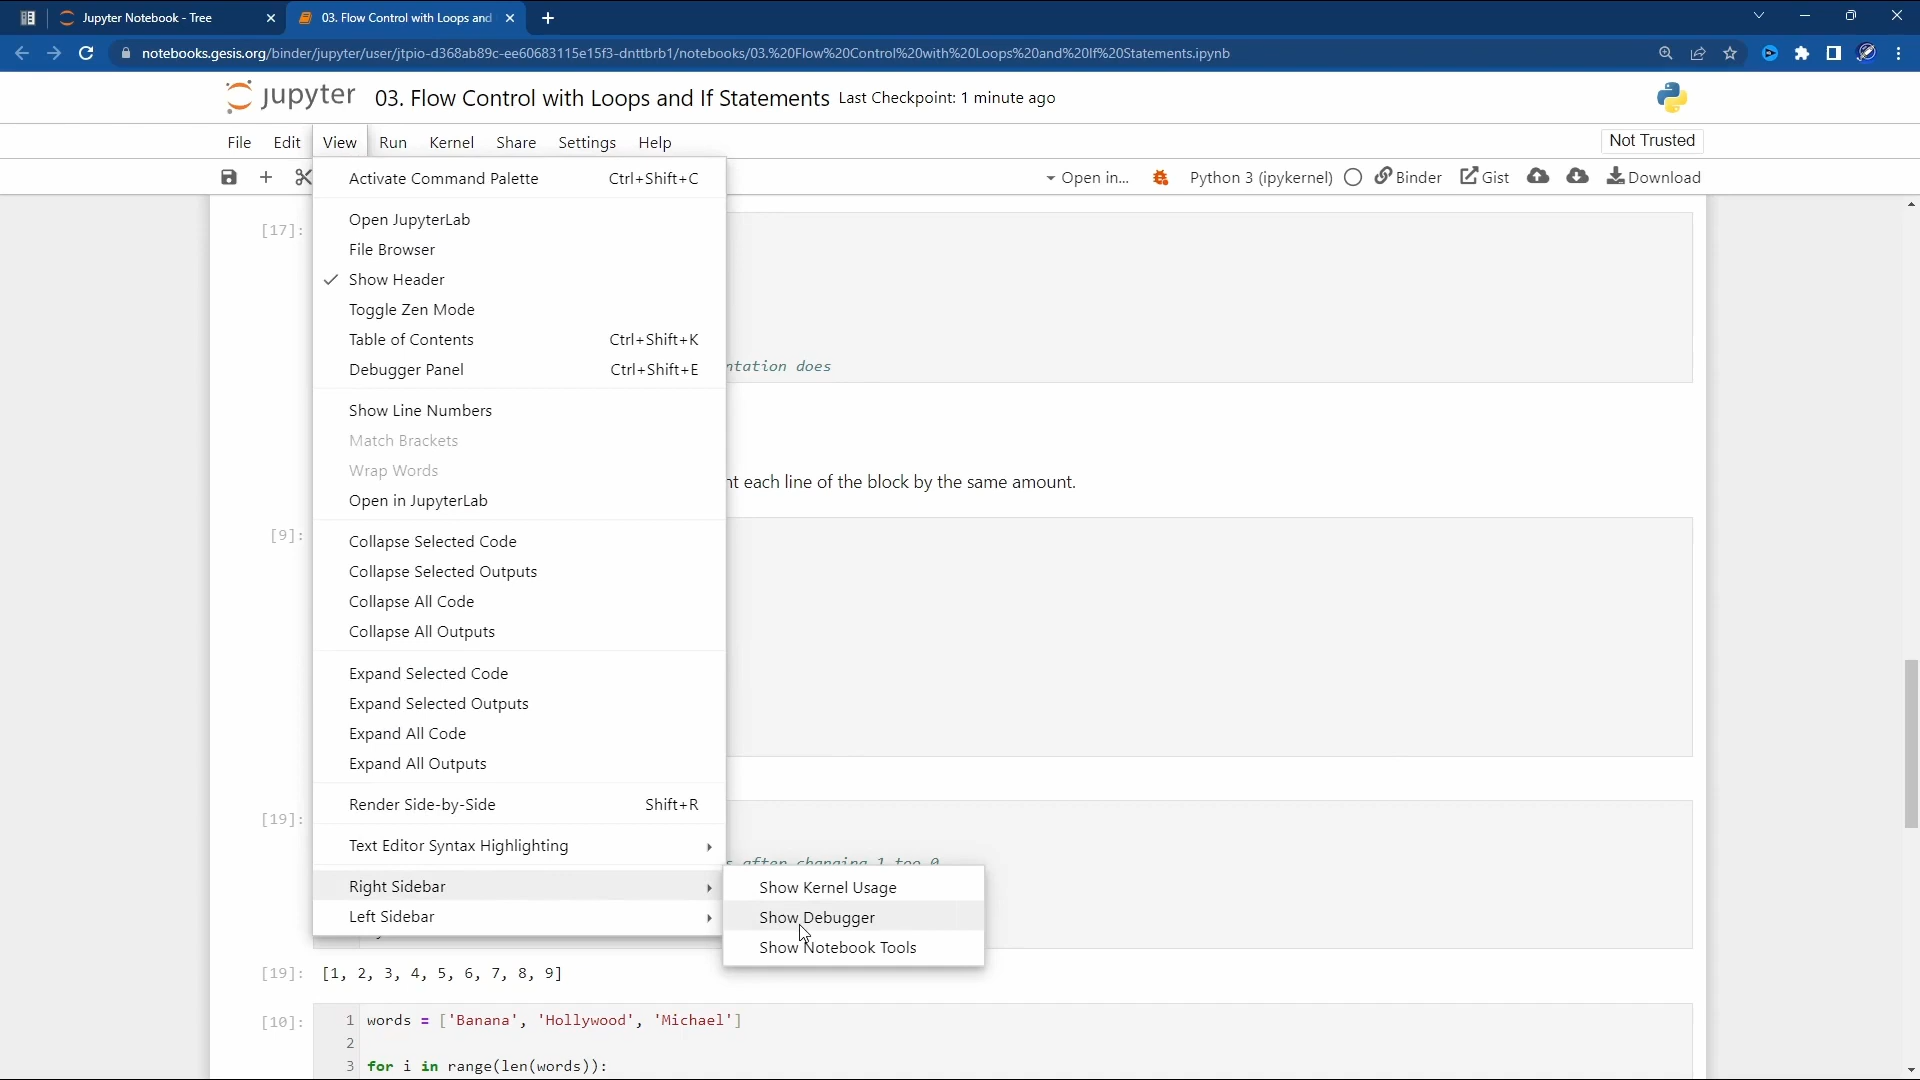 Jupyter Notebook - Tree
03. Flow Control with Loops and
notebooks.gesis.org/binder/jupyter/user/jtpio-d368ab89c-ee60683115e15f3-dnttbrb1/notebooks/03.%20Flow%20Control%20with%20Loops%20and%20If%20Statements.ipynb
jupyter 03. Flow Control with Loops and If Statements Last Checkpoint: 1 minute ago
File Edit View Run Kernel Share Settings Help Not Trusted
Open in... Python 3 (ipykernel) Binder Gist Download
Activate Command Palette Ctrl+Shift+C
Open JupyterLab
File Browser
Show Header
Toggle Zen Mode
Table of Contents Ctrl+Shift+K
Debugger Panel Ctrl+Shift+E
Show Line Numbers
Match Brackets
Wrap Words
Open in JupyterLab
Collapse Selected Code
Collapse Selected Outputs
Collapse All Code
Collapse All Outputs
Expand Selected Code
Expand Selected Outputs
Expand All Code
Expand All Outputs
Render Side-by-Side Shift+R
Text Editor Syntax Highlighting
Right Sidebar
Left Sidebar
Show Kernel Usage
Show Debugger
Show Notebook Tools
[17]:
ntation does
nt each line of the block by the same amount.
[9]:
[19]:
after changing 1 too 0
[19]: [1, 2, 3, 4, 5, 6, 7, 8, 9]
[10]: 1 words = ['Banana', 'Hollywood', 'Michael']
2
3 for i in range(len(words)):